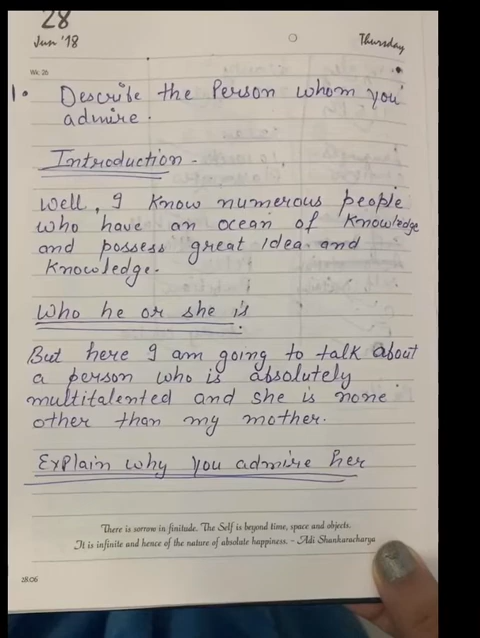 28
Jun '18
Thursday
Wk 26
1. Describe the Person whom you
admire.
Introduction -
Well, I know numerous people
who have an ocean of knowledge
and possess great idea and
knowledge.
Who he or she is.
But here I am going to talk about
a person who is absolutely
multitalented and she is none
other than my mother.
Explain why you admire her
There is sorrow in finitude. The Self is beyond time, space and objects.
It is infinite and hence of the nature of absolute happiness. - Adi Shankaracharya
28.06